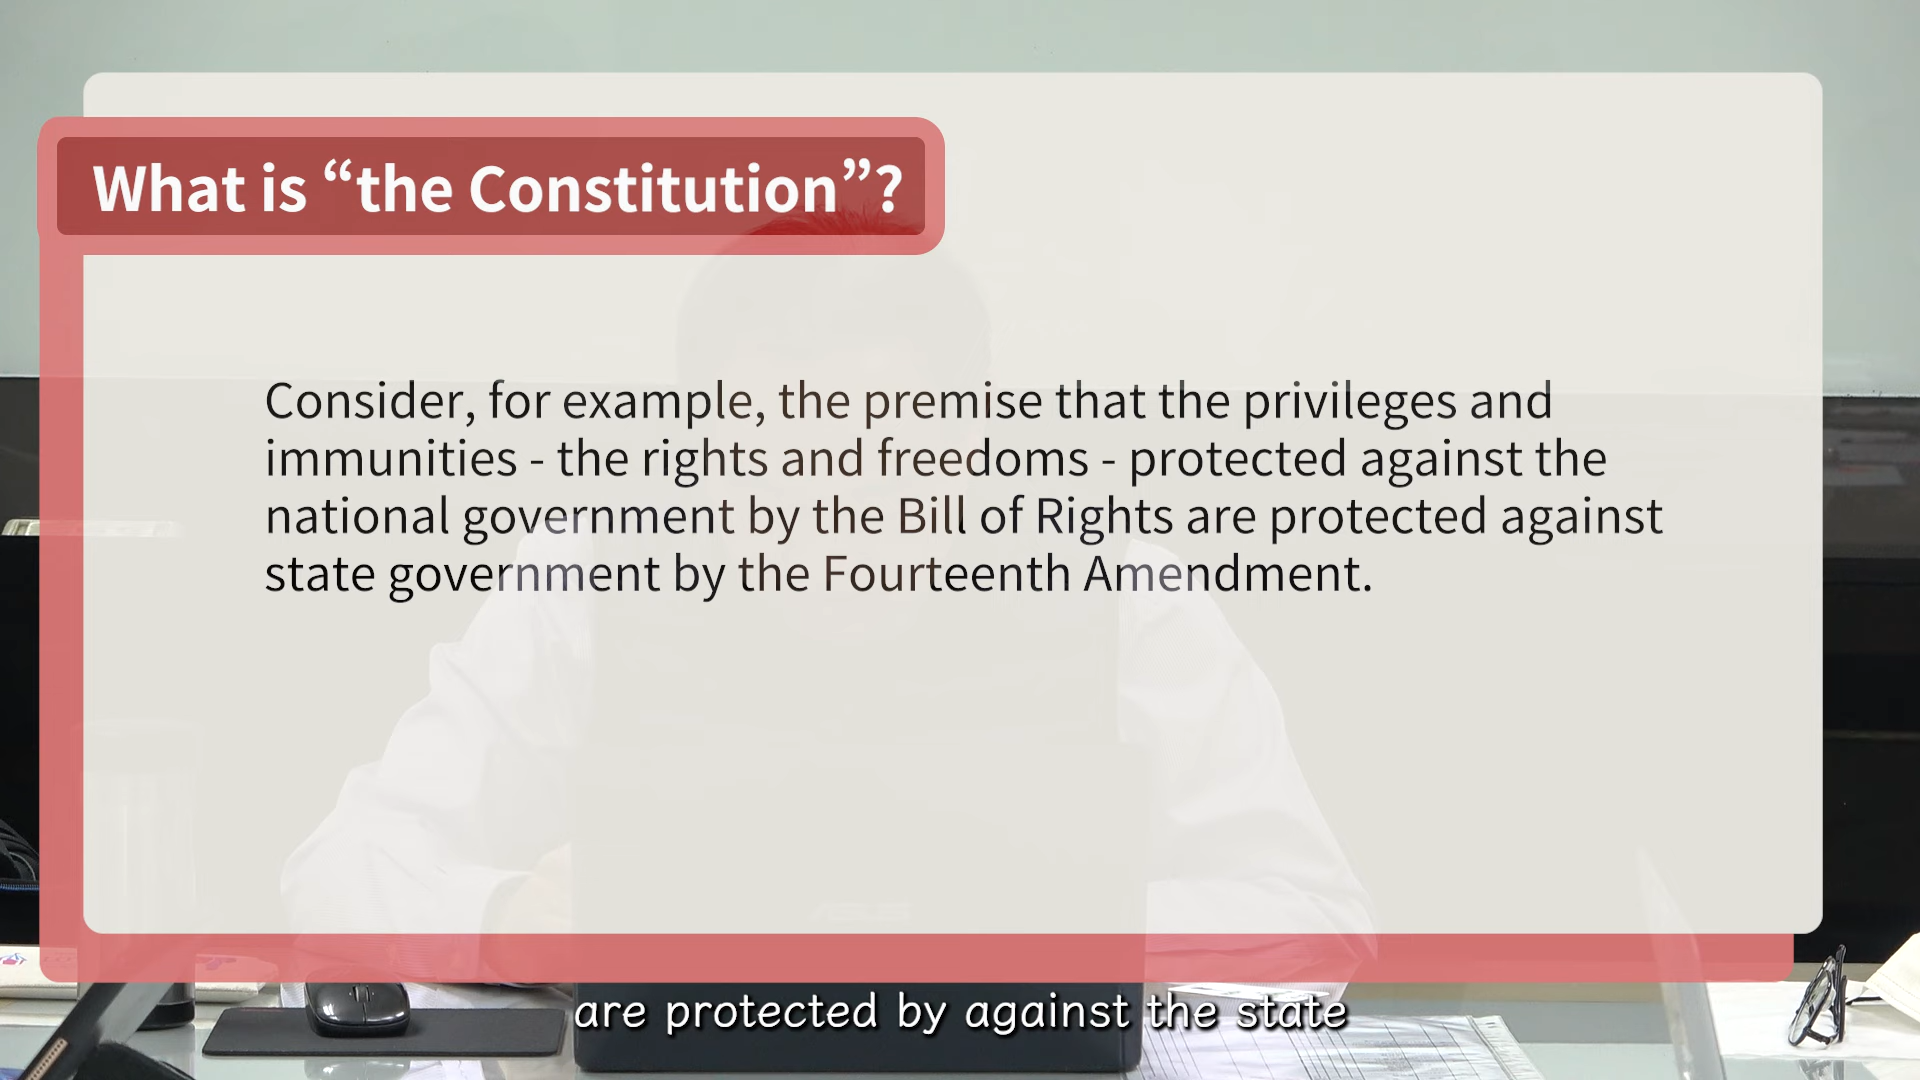 What is “the Constitution”?
Consider, for example, the premise that the privileges and
immunities - the rights and freedoms - protected against the
national government by the Bill of Rights are protected against
state government by the Fourteenth Amendment.
are protected by against the state